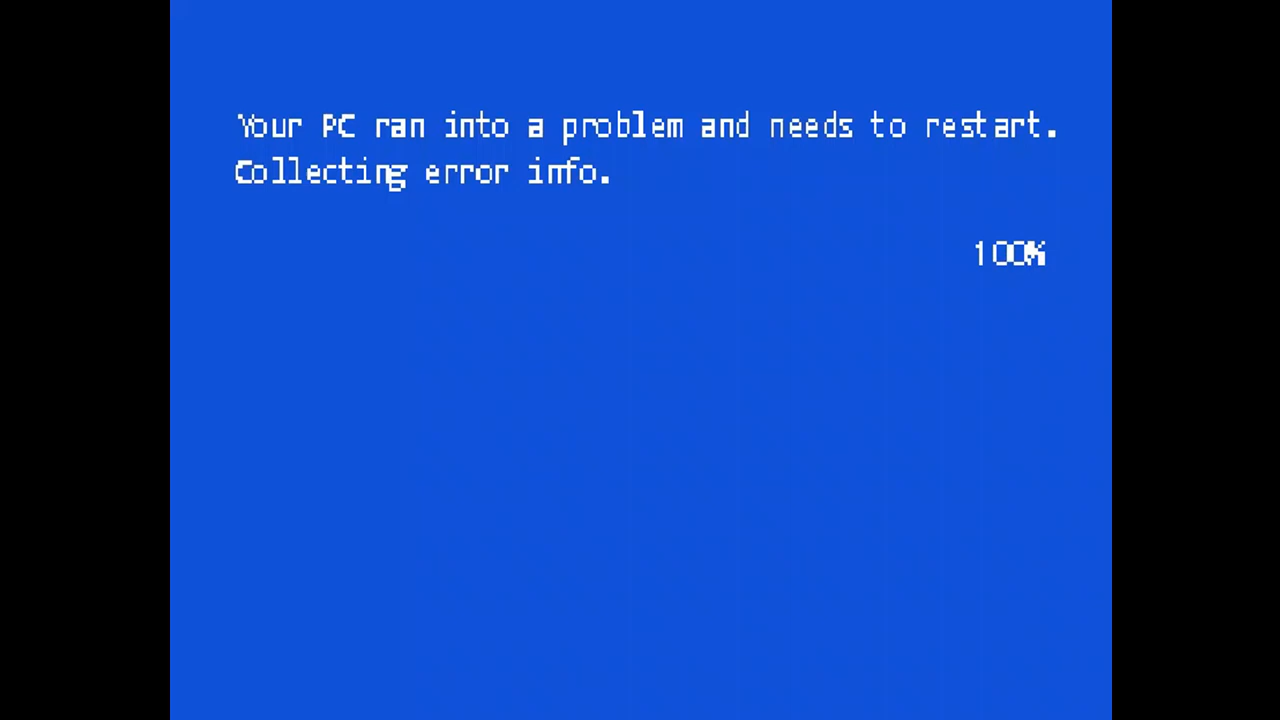 Your PC ran into a problem and needs to restart.
Collecting error info.
100%